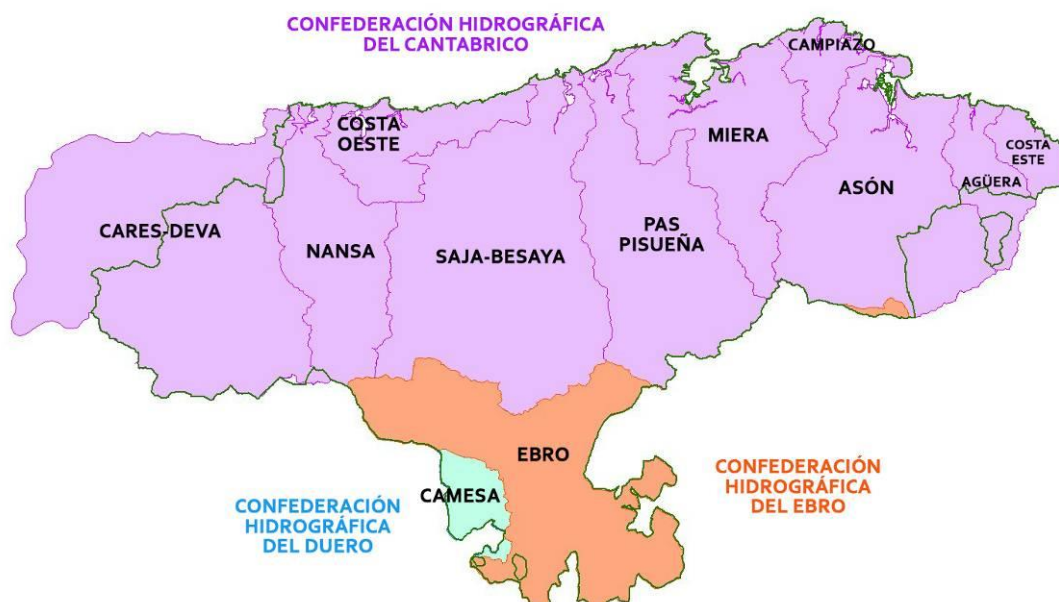 CONFEDERACIÓN HIDROGRÁFICA
DEL CANTABRICO
CAMPIAZO
COSTA
OESTE
MIERA
COSTA
ESTE
ASÓN
AGÜERA
CARES-DEVA
NANSA
SAJA-BESAYA
PAS
PISUEÑA
EBRO
CAMESA
CONFEDERACIÓN
HIDROGRÁFICA
DEL EBRO
CONFEDERACIÓN
HIDROGRÁFICA
DEL DUERO